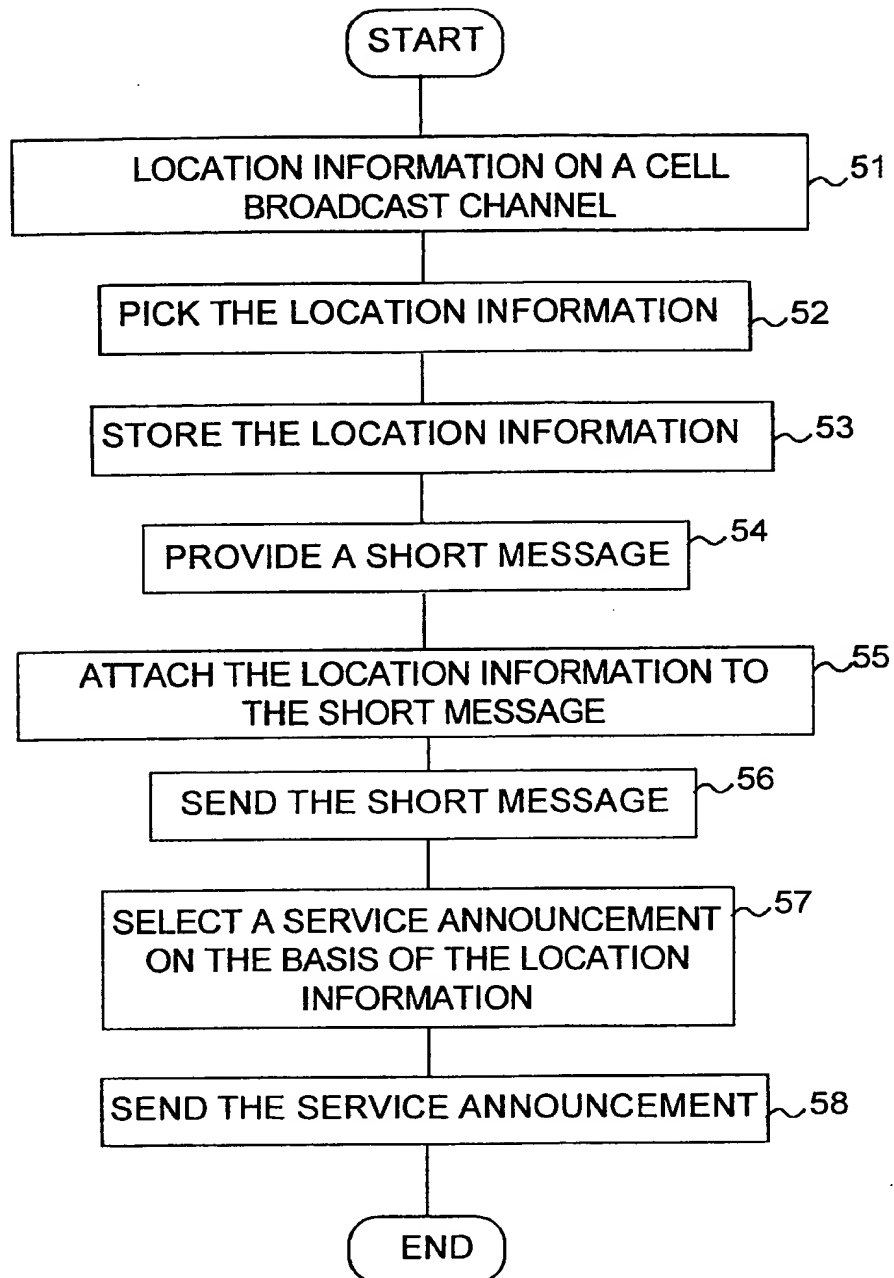 START
LOCATION INFORMATION ON A CELL
BROADCAST CHANNEL
51
PICK THE LOCATION INFORMATION
52
STORE THE LOCATION INFORMATION
53
PROVIDE A SHORT MESSAGE
54
ATTACH THE LOCATION INFORMATION TO
THE SHORT MESSAGE
55
SEND THE SHORT MESSAGE
56
SELECT A SERVICE ANNOUNCEMENT
ON THE BASIS OF THE LOCATION
INFORMATION
57
SEND THE SERVICE ANNOUNCEMENT
58
END